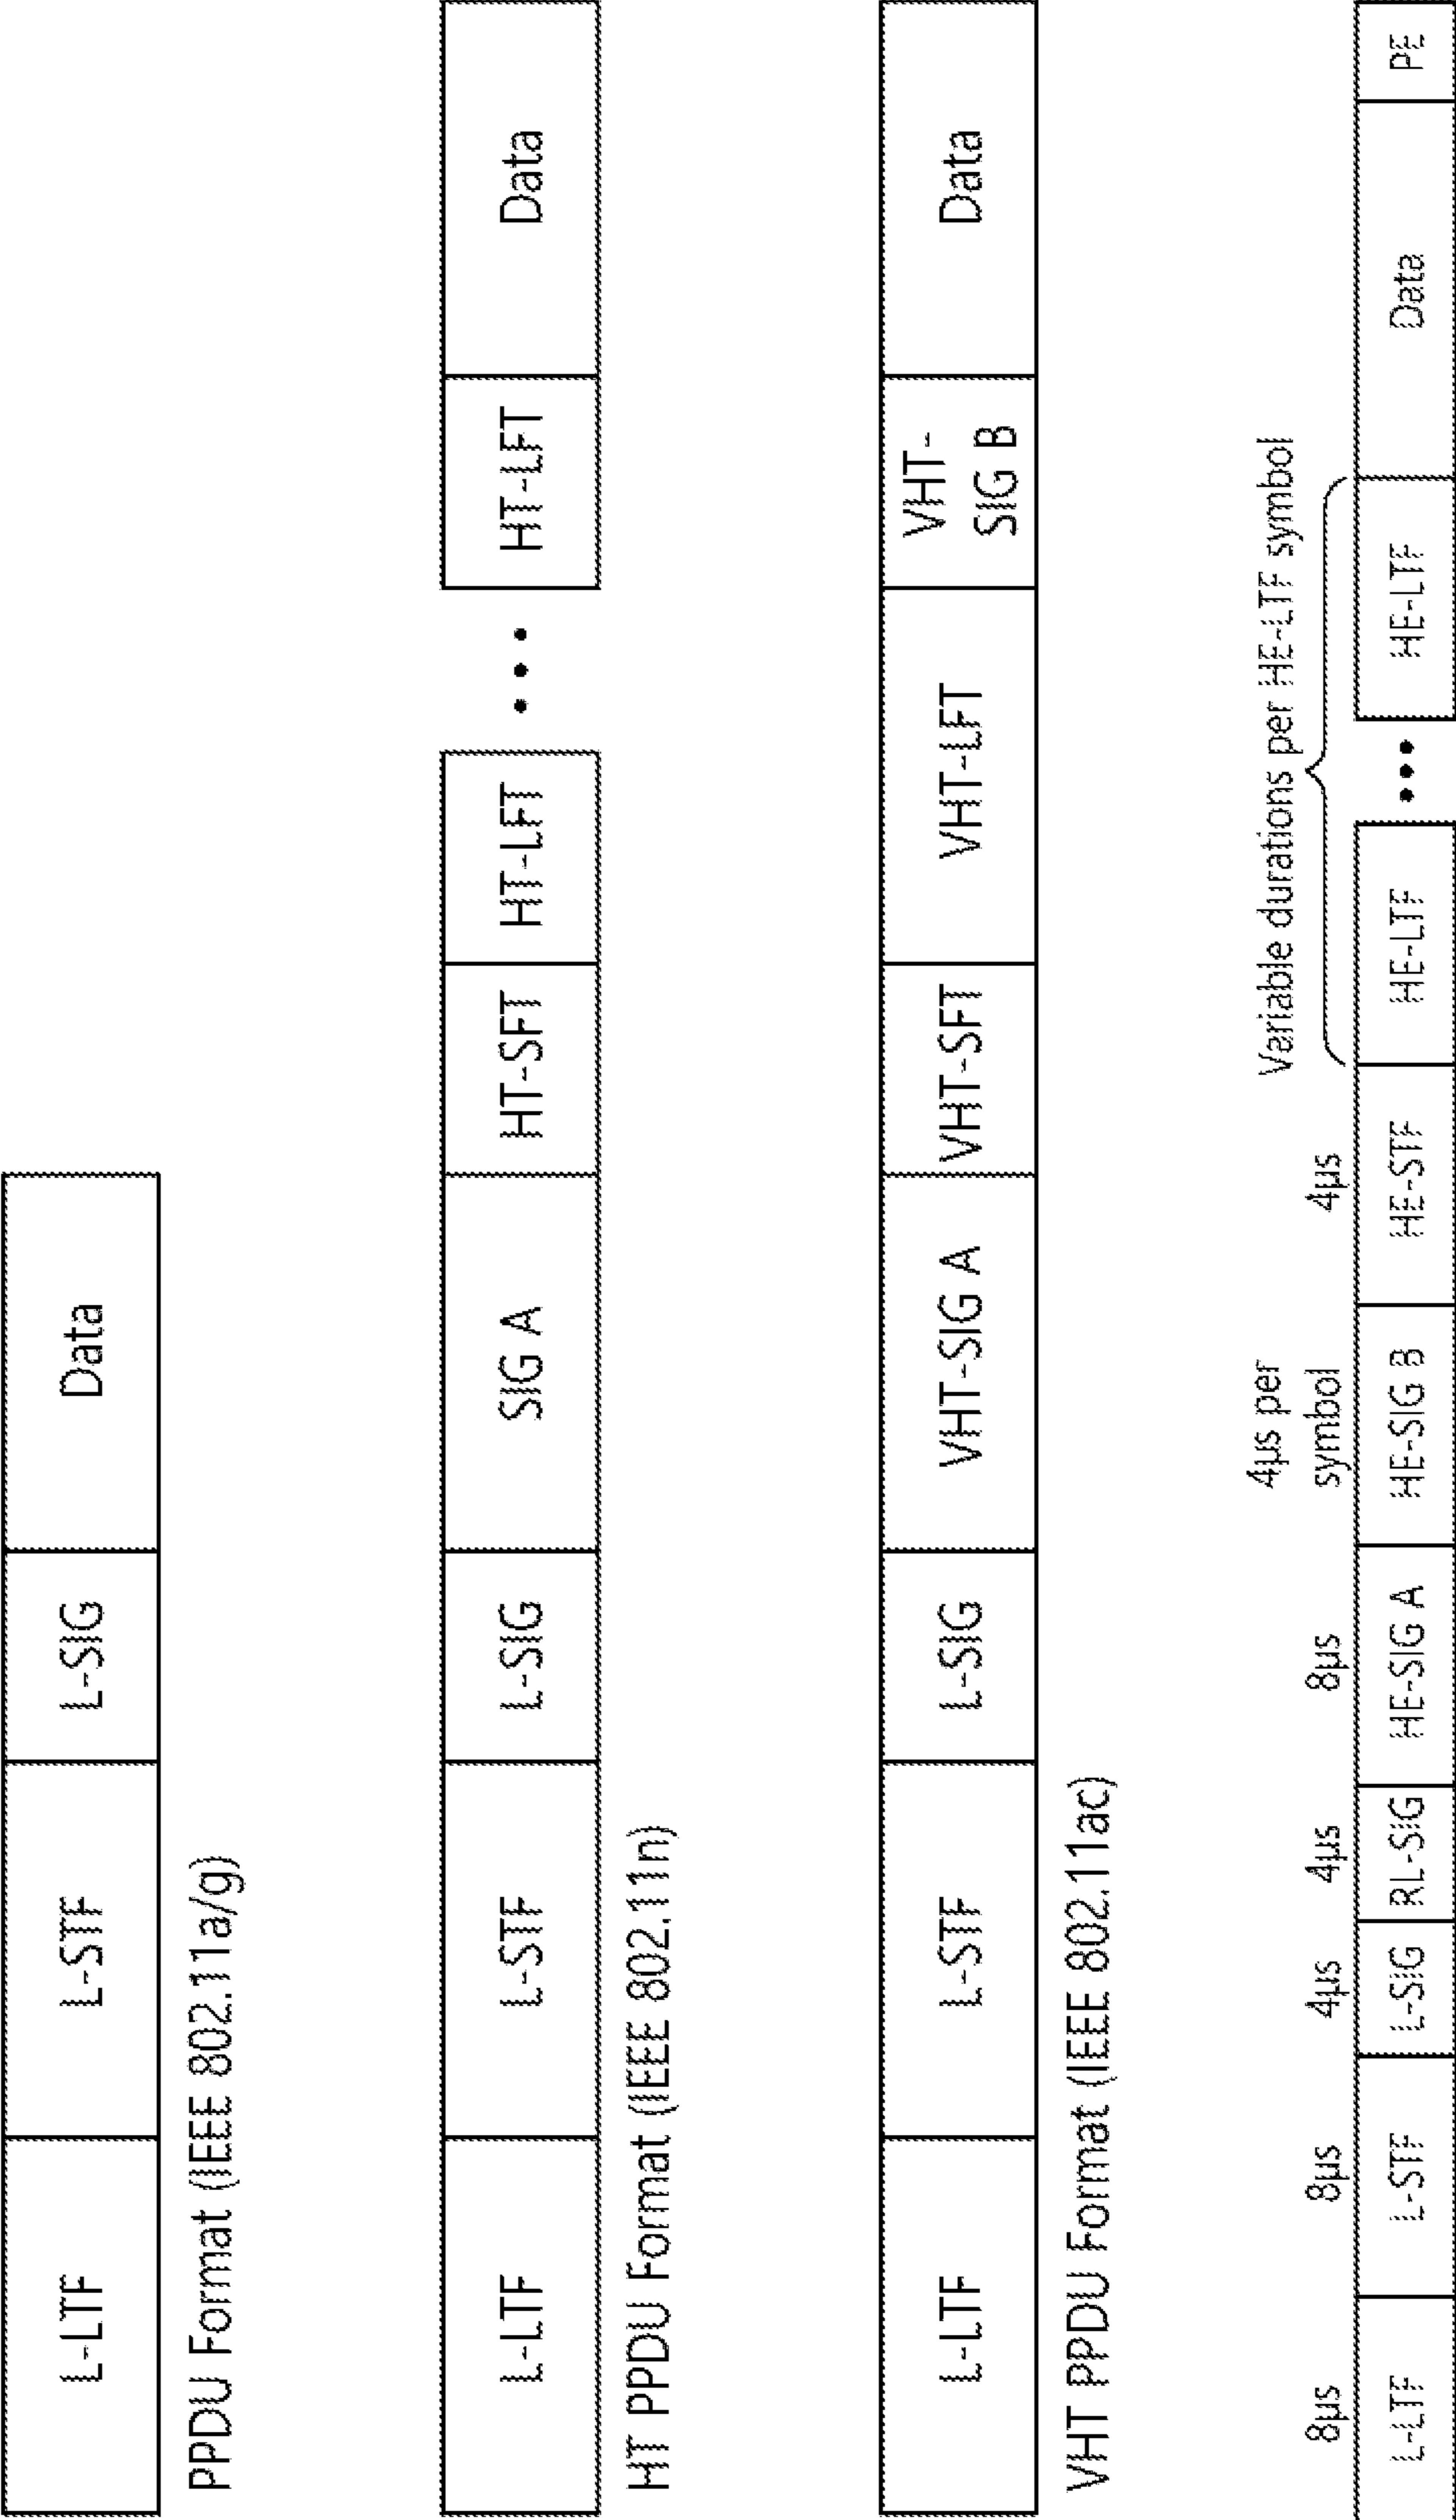 L-LTF
L-STF
L-SIG
Data
PPDU Format (IEEE 802.11a/g)
L-LTF
L-STF
L-SIG
SIG A
HT-SFT
HT-LFT
•••
HT-LFT
Data
HT PPDU Format (IEEE 802.11n)
L-LTF
L-STF
L-SIG
VHT-SIG A
VHT-SFT
VHT-LFT
VHT-
SIG B
Data
VHT PPDU Format (IEEE 802.11ac)
Variable durations per HE-LTF symbol
8µs
8µs
4µs
4µs
8µs
4µs per
symbol
4µs
L-LTF
L-STF
L-SIG
RL-SIG
HE-SIG A
HE-SIG B
HE-STF
HE-LTF
•••
HE-LTF
Data
PE